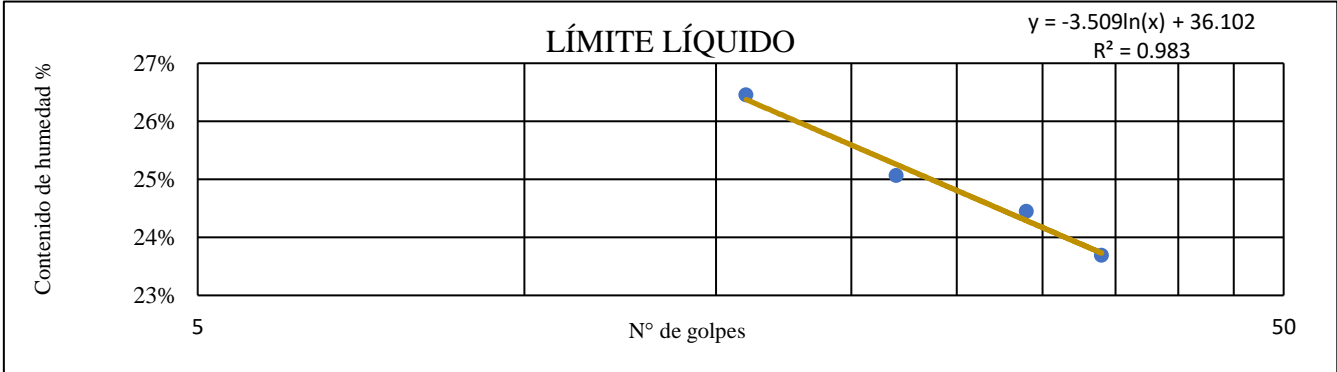 y = -3.509ln(x) + 36.102
R² = 0.983
LÍMITE LÍQUIDO
Contenido de humedad %
27%
26%
25%
24%
23%
5
N° de golpes
50